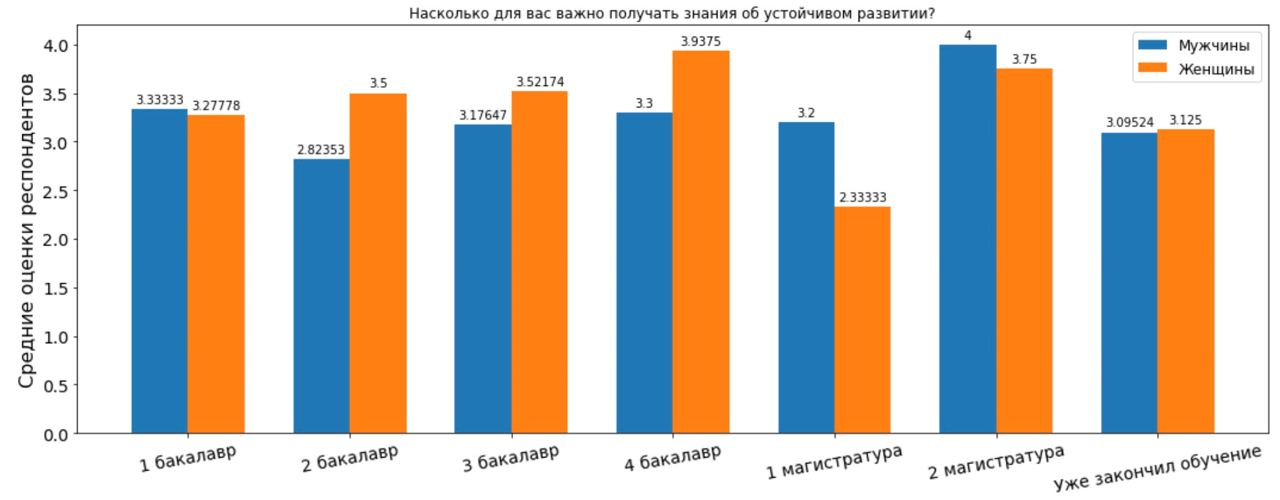 Насколько для вас важно получать знания об устойчивом развитии?
Средние оценки респондентов
4.0
3.5
3.0
2.5
2.0
1.5
1.0
0.5
0.0
Мужчины
Женщины
3.33333
3.27778
2.82353
3.5
3.17647
3.52174
3.3
3.9375
3.2
2.33333
4
3.75
3.09524
3.125
1 бакалавр
2 бакалавр
3 бакалавр
4 бакалавр
1 магистратура
2 магистратура
Уже закончил обучение